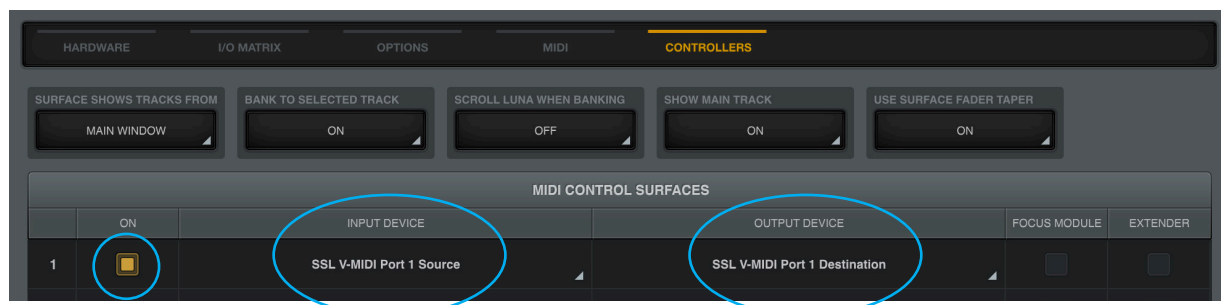 HARDWARE I/O MATRIX OPTIONS MIDI CONTROLLERS
SURFACE SHOWS TRACKS FROM BANK TO SELECTED TRACK SCROLL LUNA WHEN BANKING SHOW MAIN TRACK USE SURFACE FADER TAPER
MAIN WINDOW ON OFF ON ON
MIDI CONTROL SURFACES
ON INPUT DEVICE OUTPUT DEVICE FOCUS MODULE EXTENDER
1 SSL V-MIDI Port 1 Source SSL V-MIDI Port 1 Destination